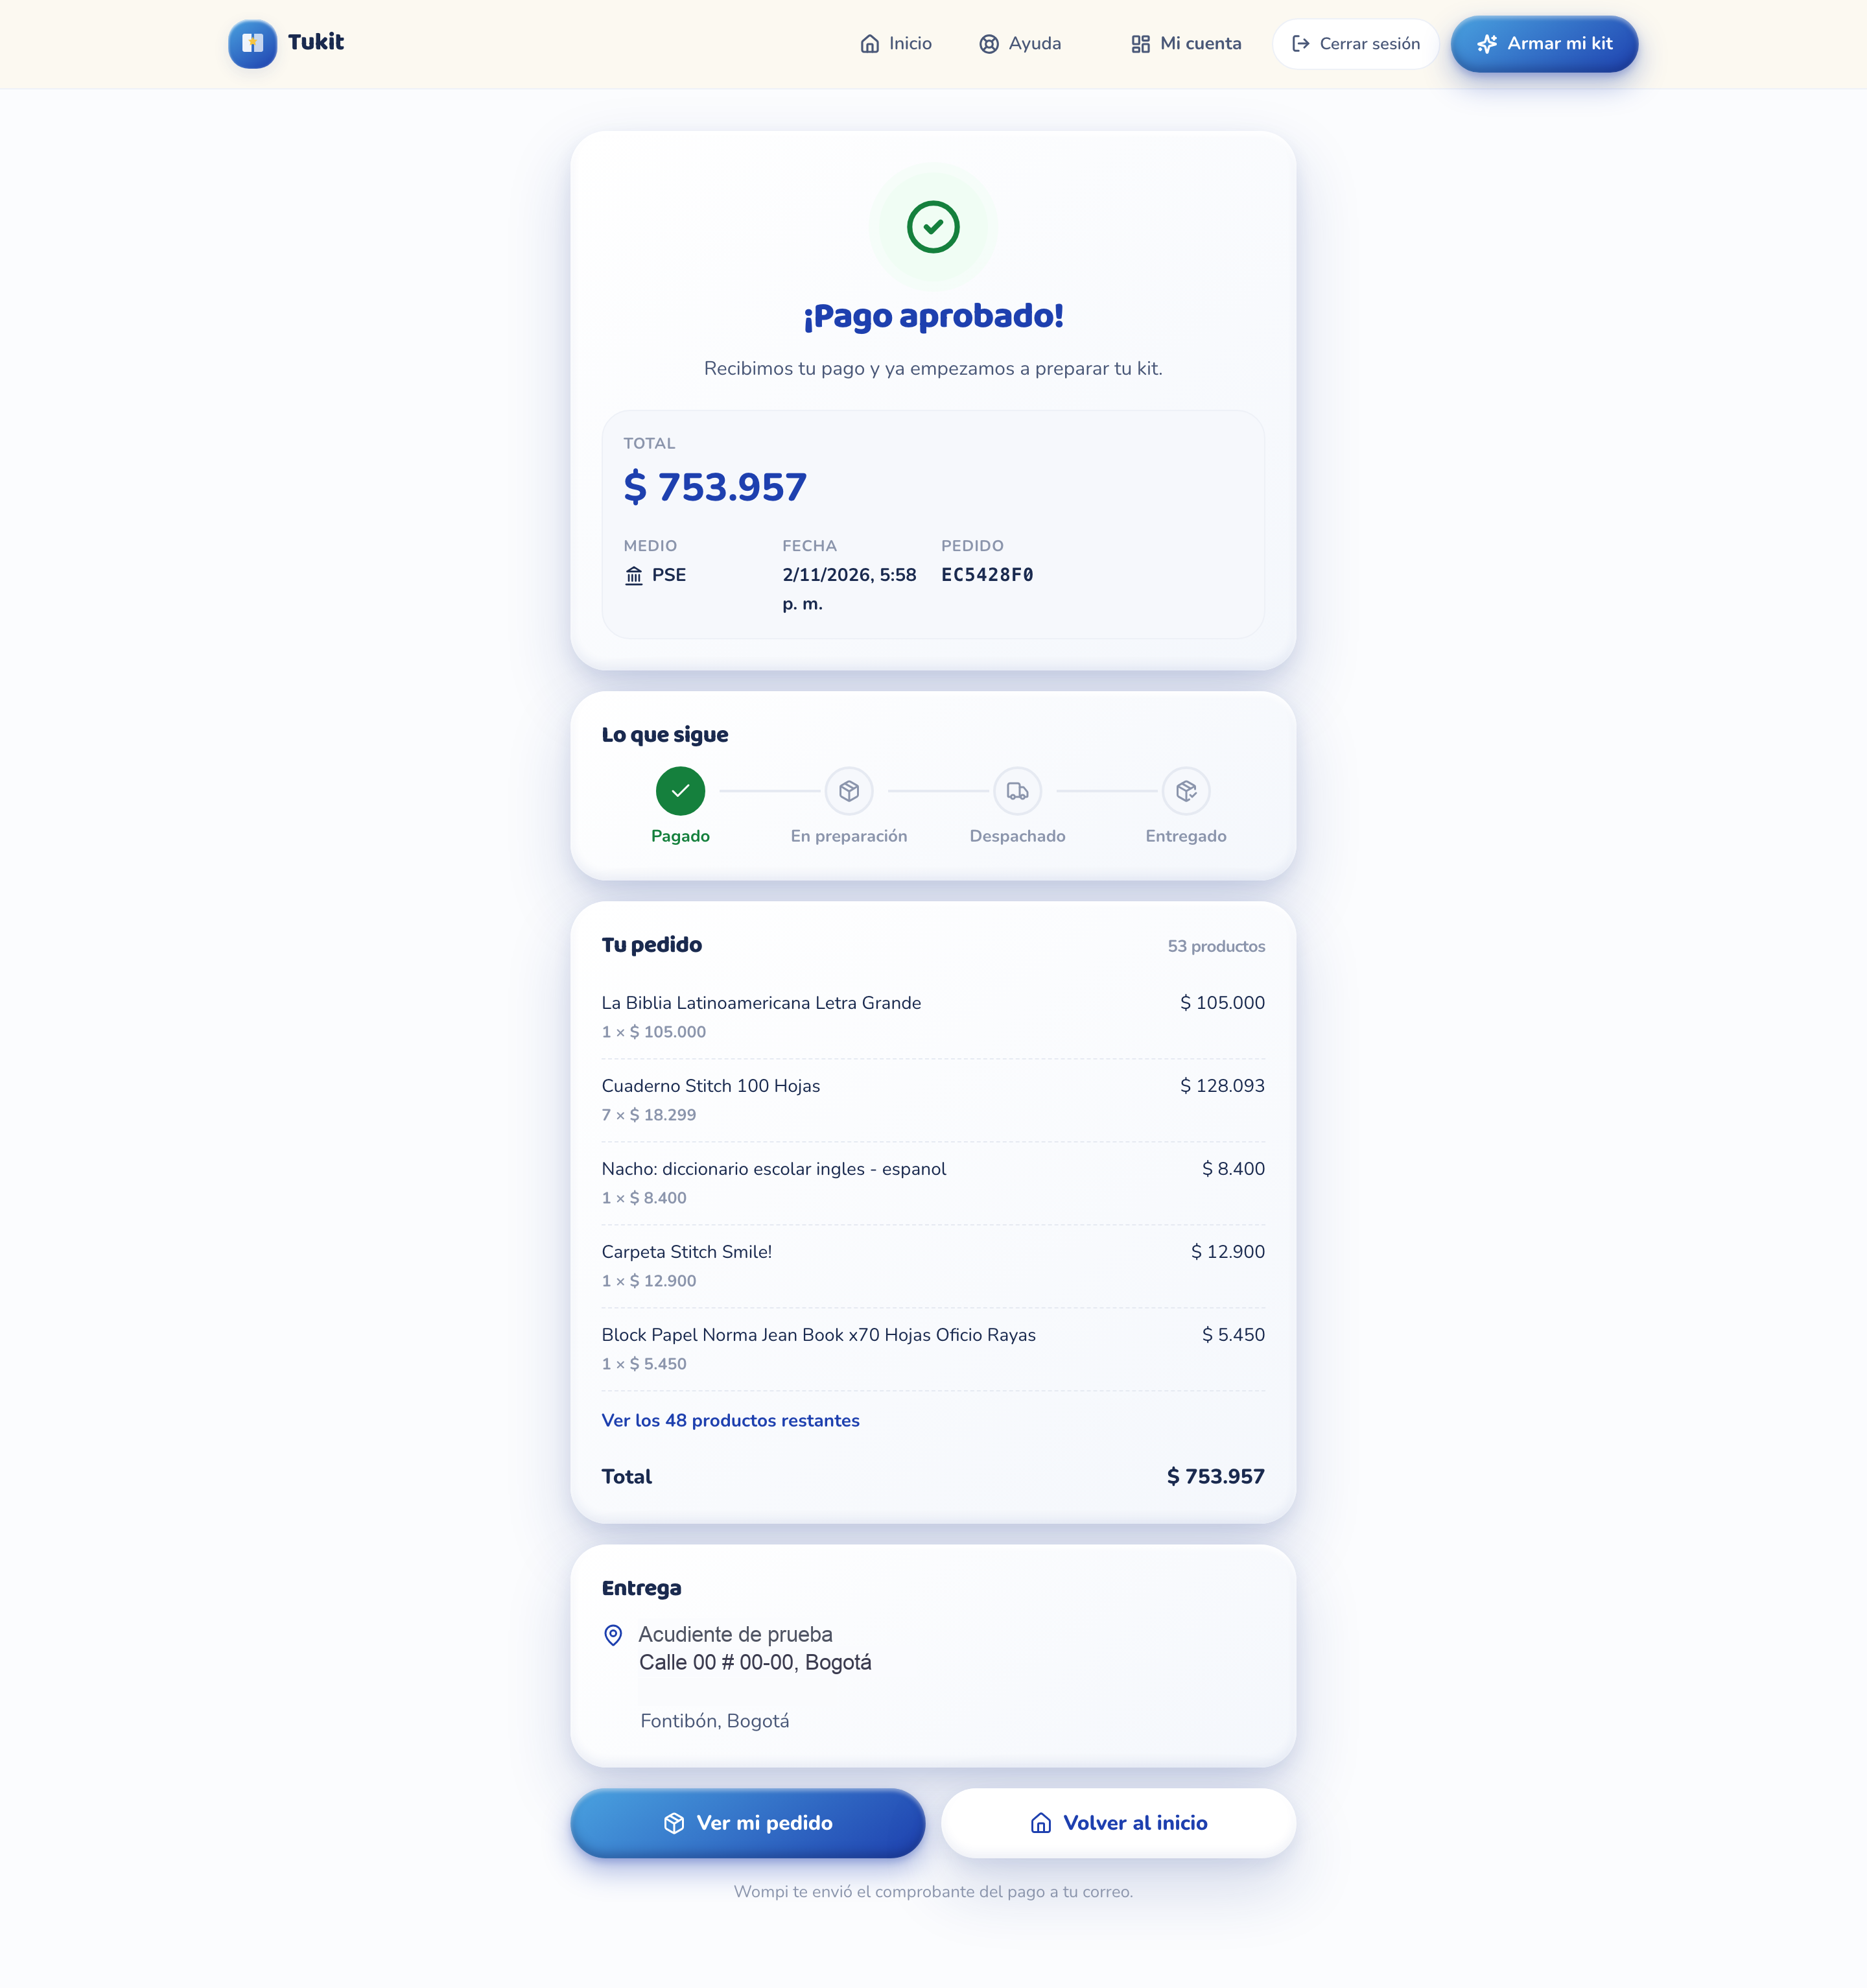 Tukit
Inicio
Ayuda
Mi cuenta
Cerrar sesión
Armar mi kit
¡Pago aprobado!
Recibimos tu pago y ya empezamos a preparar tu kit.
TOTAL
$ 753.957
MEDIO
PSE
FECHA
2/11/2026, 5:58
p. m.
PEDIDO
EC5428F0
Lo que sigue
Pagado
En preparación
Despachado
Entregado
Tu pedido
53 productos
La Biblia Latinoamericana Letra Grande
$ 105.000
1 × $ 105.000
Cuaderno Stitch 100 Hojas
$ 128.093
7 × $ 18.299
Nacho: diccionario escolar ingles - espanol
$ 8.400
1 × $ 8.400
Carpeta Stitch Smile!
$ 12.900
1 × $ 12.900
Block Papel Norma Jean Book x70 Hojas Oficio Rayas
$ 5.450
1 × $ 5.450
Ver los 48 productos restantes
Total
$ 753.957
Entrega
Acudiente de prueba
Calle 00 # 00-00, Bogotá
Fontibón, Bogotá
Ver mi pedido
Volver al inicio
Wompi te envió el comprobante del pago a tu correo.